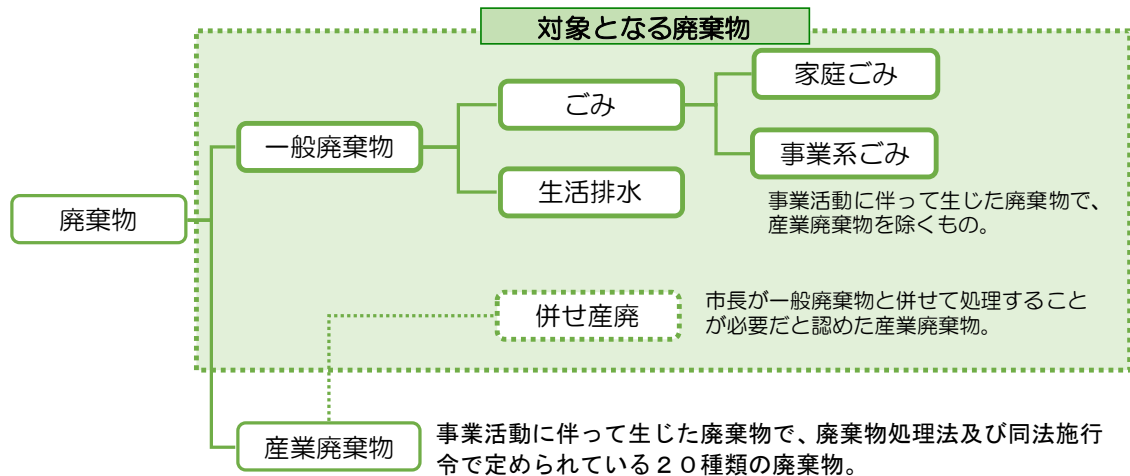 対象となる廃棄物
家庭ごみ
ごみ
一般廃棄物
事業系ごみ
生活排水
事業活動に伴って生じた廃棄物で、
産業廃棄物を除くもの。
廃棄物
併せ産廃
市長が一般廃棄物と併せて処理すること
が必要だと認めた産業廃棄物。
産業廃棄物
事業活動に伴って生じた廃棄物で、廃棄物処理法及び同法施行
令で定められている２０種類の廃棄物。